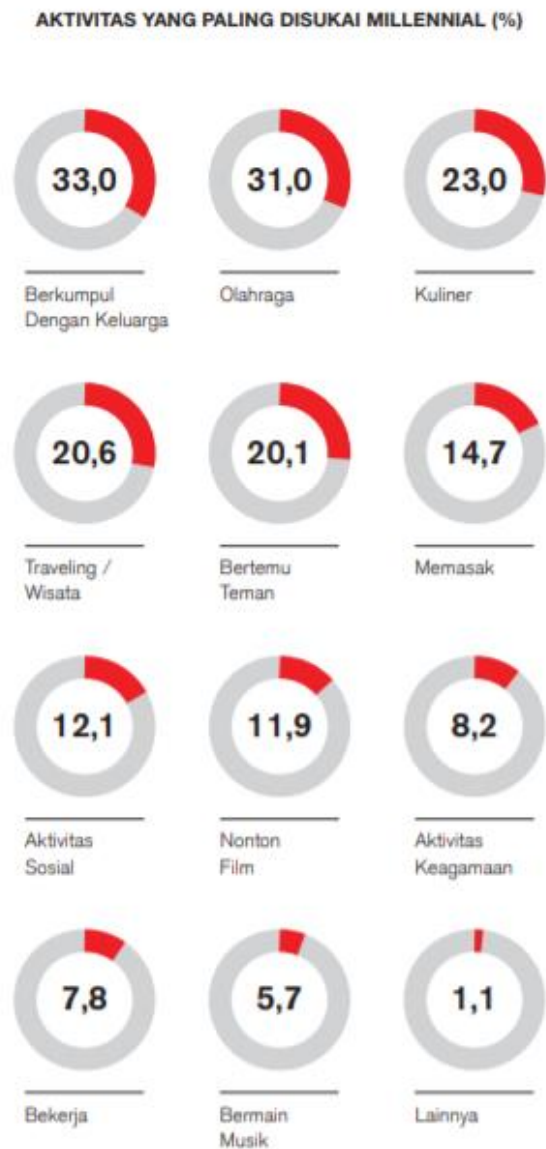 AKTIVITAS YANG PALING DISUKAI MILLENNIAL (%)
33,0
31,0
23,0
Berkumpul
Dengan Keluarga
Olahraga
Kuliner
20,6
20,1
14,7
Traveling /
Wisata
Bertemu
Teman
Memasak
12,1
11,9
8,2
Aktivitas
Sosial
Nonton
Film
Aktivitas
Keagamaan
7,8
5,7
1,1
Bekerja
Bermain
Musik
Lainnya